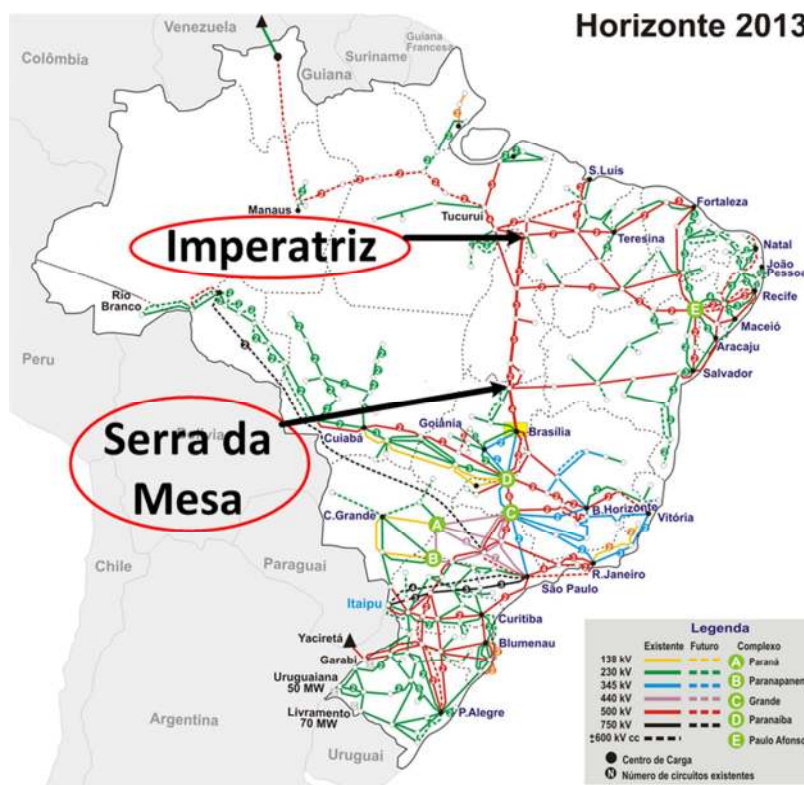 Horizonte 2013
Venezuela
Colômbia
Guiana
Suriname
Guiana
Francesa
Manaus
Tucuruí
S.Luís
Fortaleza
Imperatriz
Teresina
Natal
João
Pessoa
Recife
Rio
Branco
Maceió
Aracaju
Peru
Salvador
E
Serra da
Mesa
Goiânia
Brasília
Cuiabá
D
C.Grande
A
C
B.Horizonte
Vitória
Chile
Paraguai
B
São Paulo
R.Janeiro
Itaipu
Curitiba
Yaciretá
Blumenau
Garabi
Uruguaiana
50 MW
Livramento
70 MW
P.Alegre
Argentina
Uruguai
Legenda
Existente Futuro Complexo
138 kV A Paraná
230 kV B Paranapanem
345 kV
440 kV C Grande
500 kV D Paranaíba
750 kV
±600 kV cc E Paulo Afonso
Centro de Carga
N Número de circuitos existentes